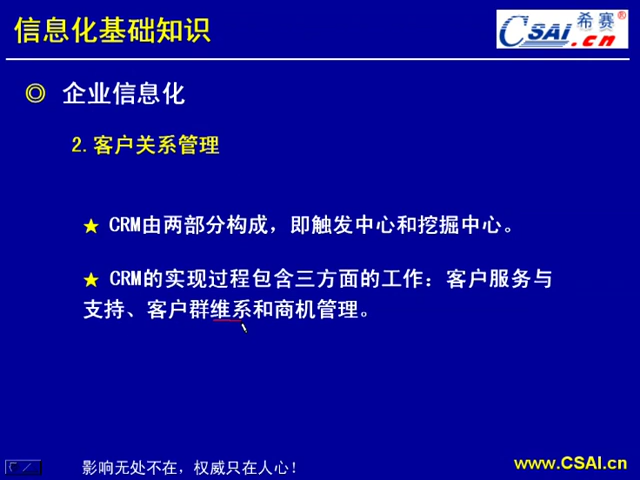 信息化基础知识
CSAI 希赛®
.cn
◎ 企业信息化
2. 客户关系管理
★ CRM由两部分构成，即触发中心和挖掘中心。
★ CRM的实现过程包含三方面的工作：客户服务与
支持、客户群维系和商机管理。
影响无处不在，权威只在人心！
www.CSAI.cn